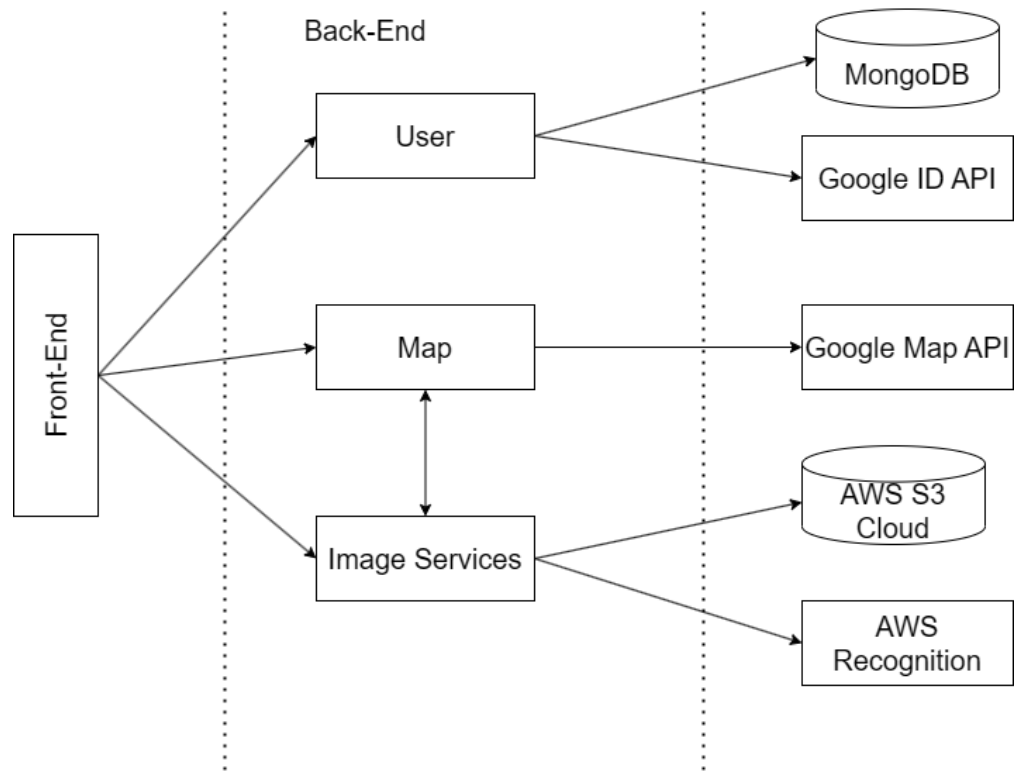 Back-End
MongoDB
User
Google ID API
Front-End
Map
Google Map API
AWS S3
Cloud
Image Services
AWS
Recognition